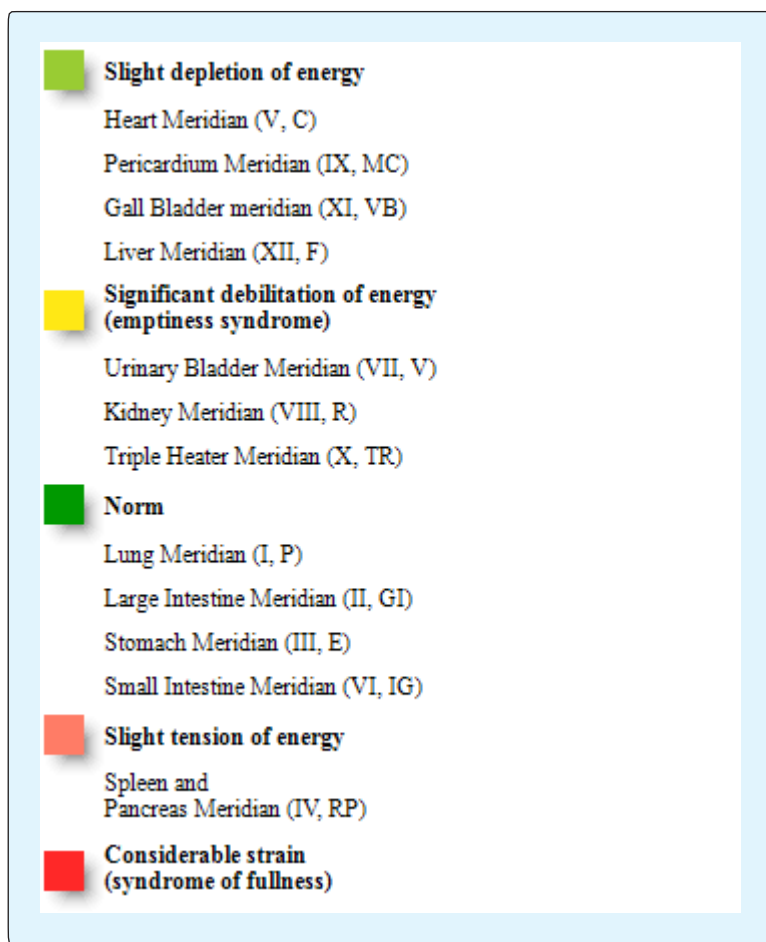 Slight depletion of energy
Heart Meridian (V, C)
Pericardium Meridian (IX, MC)
Gall Bladder meridian (XI, VB)
Liver Meridian (XII, F)
Significant debilitation of energy
(emptiness syndrome)
Urinary Bladder Meridian (VII, V)
Kidney Meridian (VIII, R)
Triple Heater Meridian (X, TR)
Norm
Lung Meridian (I, P)
Large Intestine Meridian (II, GI)
Stomach Meridian (III, E)
Small Intestine Meridian (VI, IG)
Slight tension of energy
Spleen and
Pancreas Meridian (IV, RP)
Considerable strain
(syndrome of fullness)